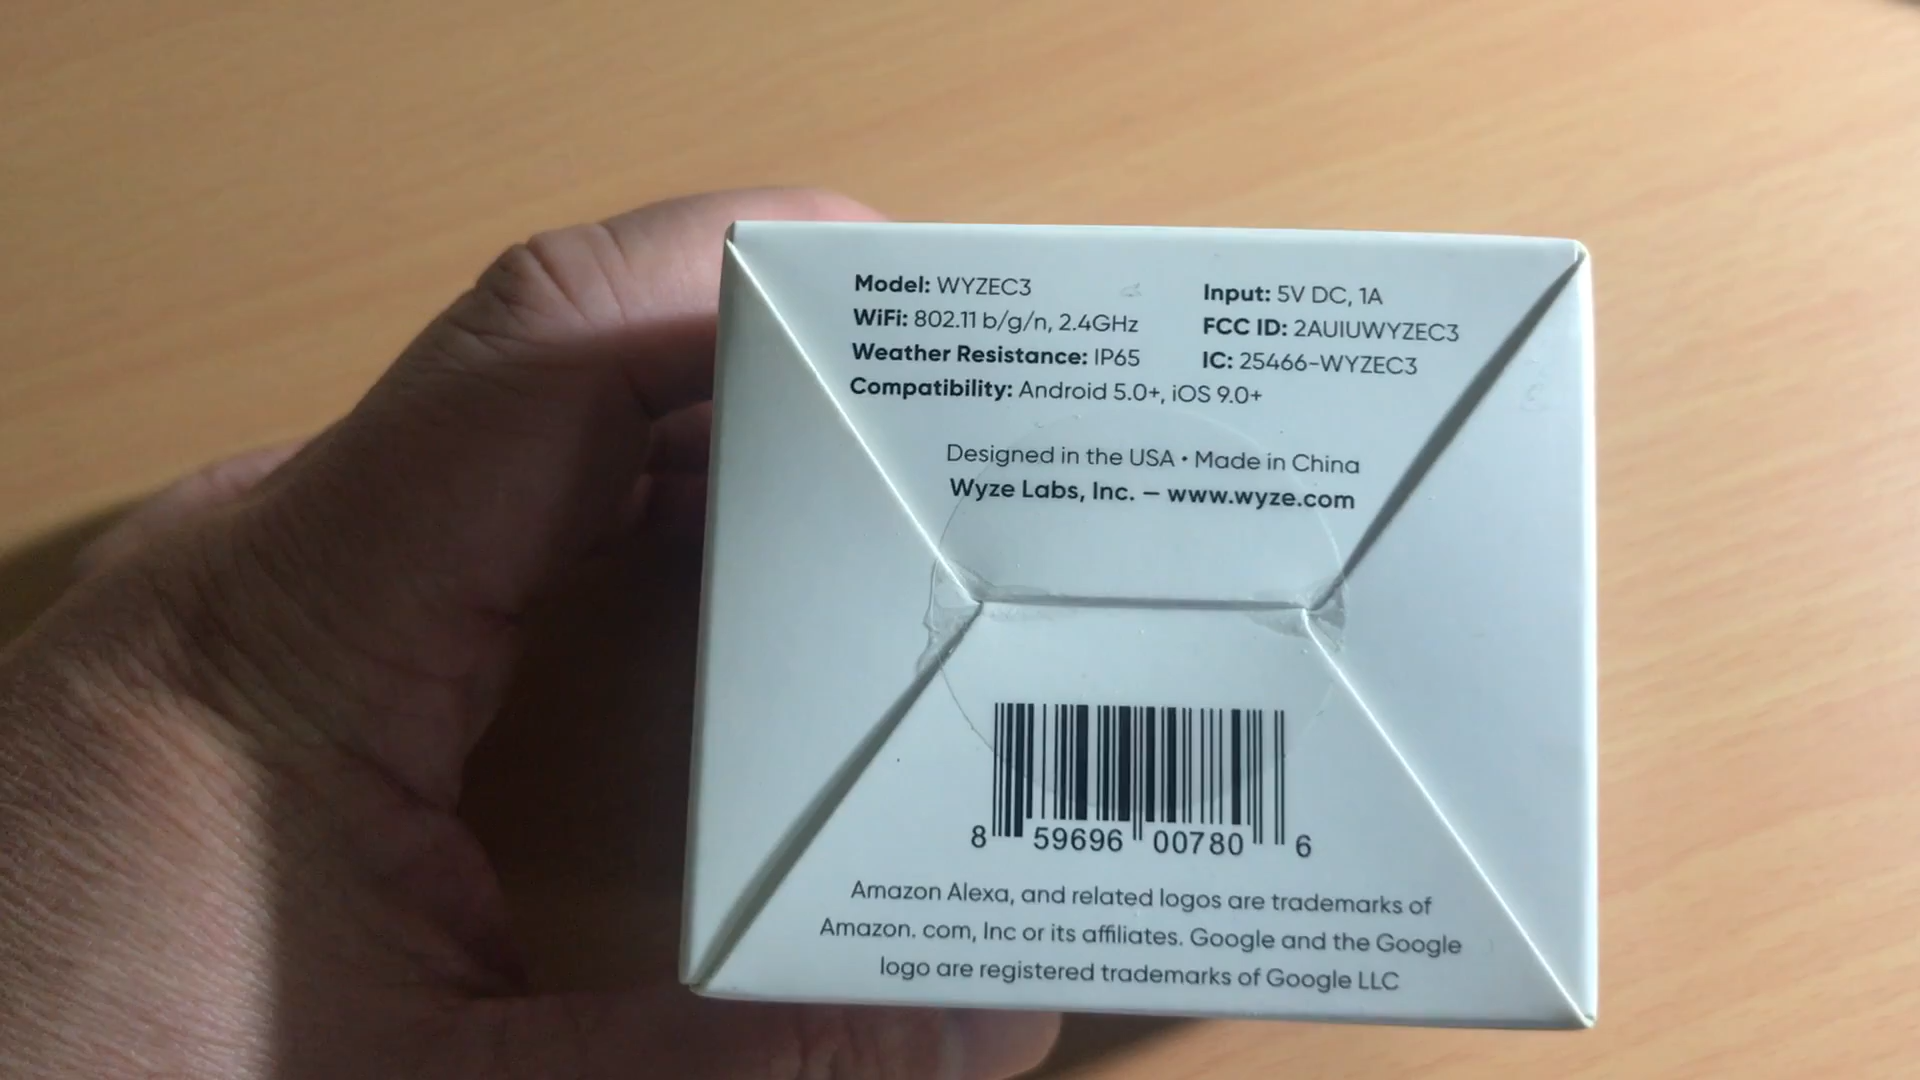 Model: WYZEC3
WiFi: 802.11 b/g/n, 2.4GHz
Weather Resistance: IP65
Compatibility: Android 5.0+, iOS 9.0+
Input: 5V DC, 1A
FCC ID: 2AUIUWYZEC3
IC: 25466-WYZEC3
Designed in the USA • Made in China
Wyze Labs, Inc. – www.wyze.com
8 59696 00780 6
Amazon Alexa, and related logos are trademarks of
Amazon. com, Inc or its affiliates. Google and the Google
logo are registered trademarks of Google LLC